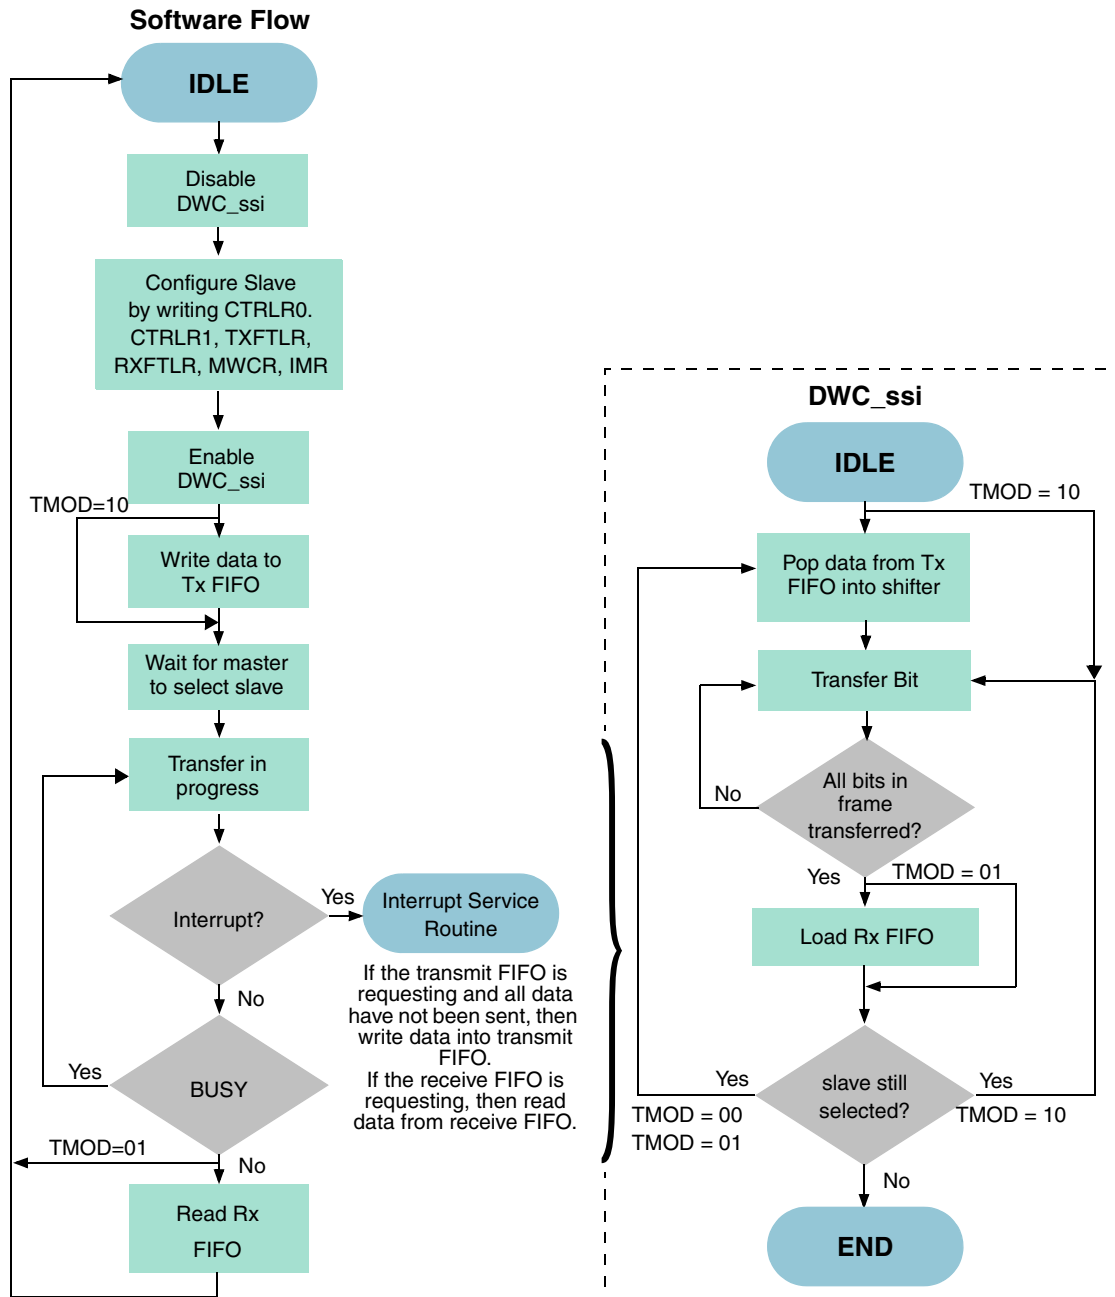 Software Flow
IDLE
Disable
DWC_ssi
Configure Slave
by writing CTRLR0.
CTRLR1, TXFTLR,
RXFTLR, MWCR, IMR
Enable
DWC_ssi
TMOD=10
Write data to
Tx FIFO
Wait for master
to select slave
Transfer in
progress
Interrupt?
Yes
Interrupt Service
Routine
If the transmit FIFO is
requesting and all data
have not been sent, then
write data into transmit
FIFO.
If the receive FIFO is
requesting, then read
data from receive FIFO.
No
Yes
BUSY
TMOD=01
No
Read Rx
FIFO
DWC_ssi
IDLE
TMOD = 10
Pop data from Tx
FIFO into shifter
Transfer Bit
All bits in
frame
transferred?
No
Yes
TMOD = 01
Load Rx FIFO
slave still
selected?
Yes
TMOD = 00
TMOD = 01
Yes
TMOD = 10
No
END